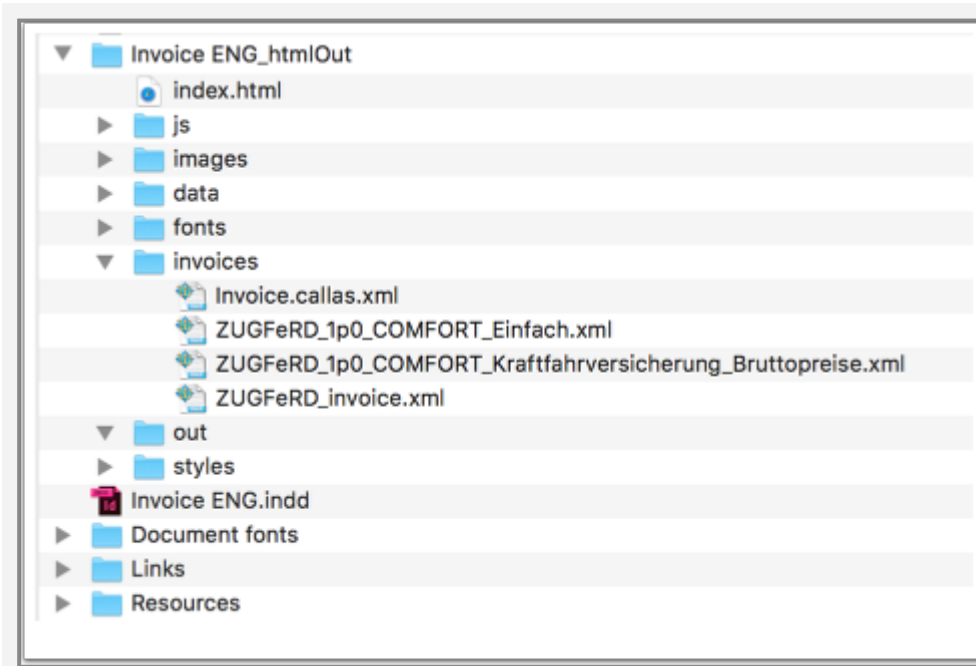 Invoice ENG_htmlOut
index.html
js
images
data
fonts
invoices
Invoice.callas.xml
ZUGFeRD_1p0_COMFORT_Einfach.xml
ZUGFeRD_1p0_COMFORT_Kraftfahrversicherung_Bruttopreise.xml
ZUGFeRD_invoice.xml
out
styles
Invoice ENG.indd
Document fonts
Links
Resources